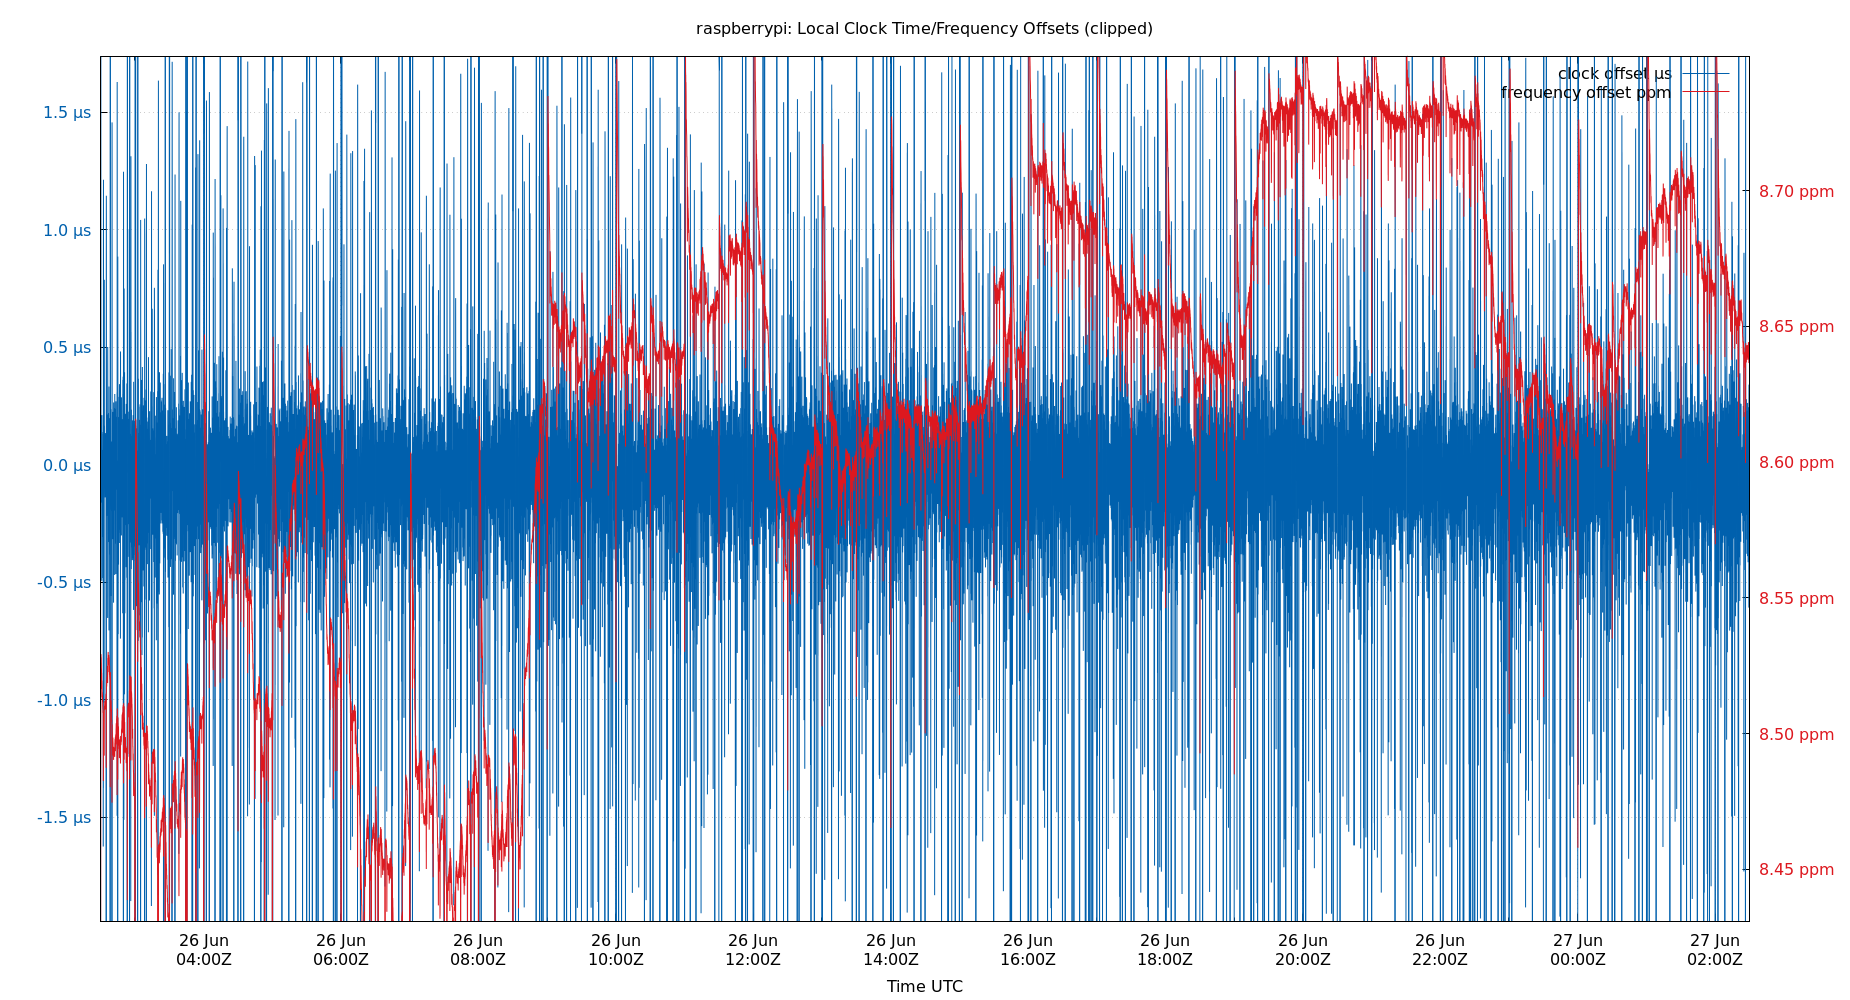 raspberrypi: Local Clock Time/Frequency Offsets (clipped)
clock offset µs
frequency offset ppm
1.5 µs
1.0 µs
0.5 µs
0.0 µs
-0.5 µs
-1.0 µs
-1.5 µs
8.70 ppm
8.65 ppm
8.60 ppm
8.55 ppm
8.50 ppm
8.45 ppm
26 Jun 26 Jun 26 Jun 26 Jun 26 Jun 26 Jun 26 Jun 26 Jun 26 Jun 26 Jun 27 Jun 27 Jun
04:00Z 06:00Z 08:00Z 10:00Z 12:00Z 14:00Z 16:00Z 18:00Z 20:00Z 22:00Z 00:00Z 02:00Z
Time UTC